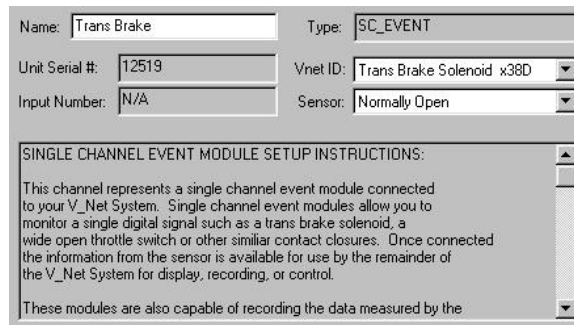 Name: Trans Brake Type: SC_EVENT
Unit Serial #: 12519 Vnet ID: Trans Brake Solenoid x38D
Input Number: N/A Sensor: Normally Open
SINGLE CHANNEL EVENT MODULE SETUP INSTRUCTIONS:
This channel represents a single channel event module connected
to your V_Net System. Single channel event modules allow you to
monitor a single digital signal such as a trans brake solenoid, a
wide open throttle switch or other similiar contact closures. Once connected
the information from the sensor is available for use by the remainder of
the V_Net System for display, recording, or control.
These modules are also capable of recording the data measured by the